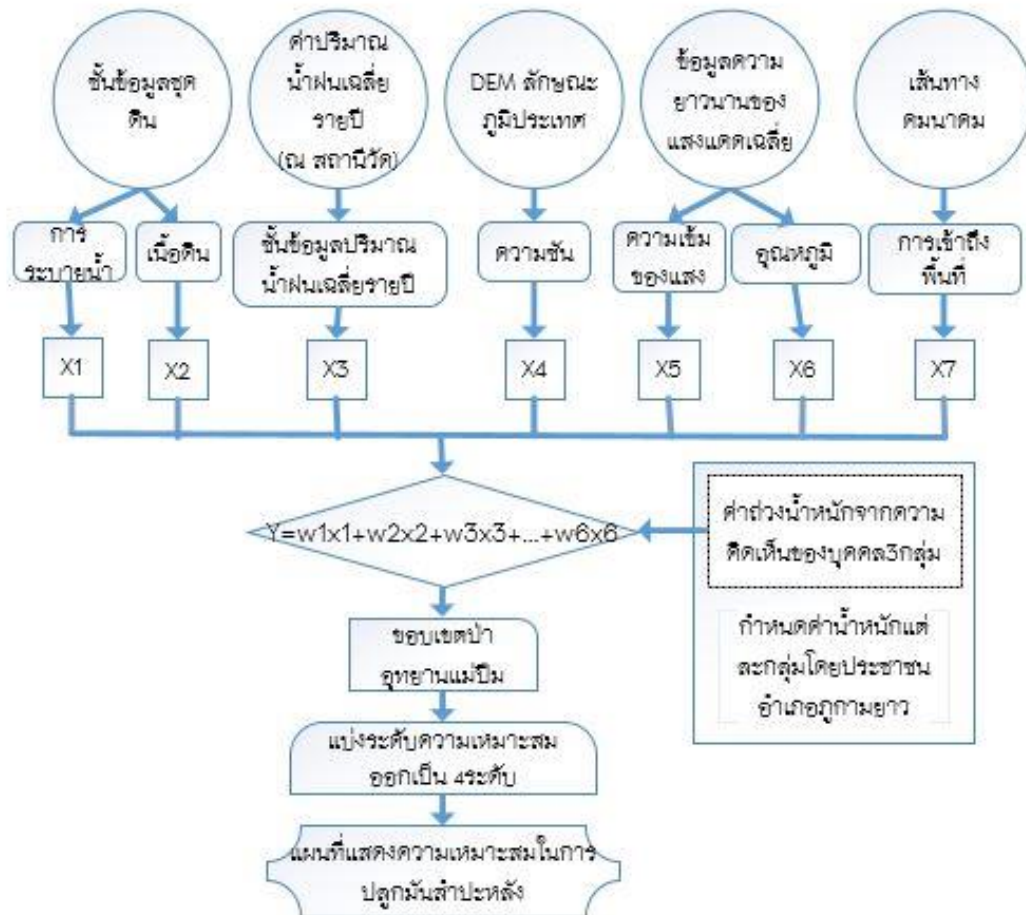 ชั้นข้อมูลชุด
ดิน
ค่าปริมาณ
น้ำฝนเฉลี่ย
รายปี
(ณ สถานีวัด)
DEM ลักษณะ
ภูมิประเทศ
ข้อมูลความ
ยาวนานของ
แสงแดดเฉลี่ย
เส้นทาง
คมนาคม
การ
ระบายน้ำ
เนื้อดิน
ชั้นข้อมูลปริมาณ
น้ำฝนเฉลี่ยรายปี
ความชัน
ความเข้ม
ของแสง
อุณหภูมิ
การเข้าถึง
พื้นที่
X1
X2
X3
X4
X5
X6
X7
Y=w1x1+w2x2+w3x3+...+w6x6
ค่าถ่วงน้ำหนักจากความ
คิดเห็นของบุคคล3กลุ่ม
กำหนดค่าน้ำหนักแต่
ละกลุ่มโดยประชาชน
อำเภอภูกามยาว
ขอบเขตป่า
อุทยานแม่ปืม
แบ่งระดับความเหมาะสม
ออกเป็น 4ระดับ
แผนที่แสดงความเหมาะสมในการ
ปลูกมันสำปะหลัง